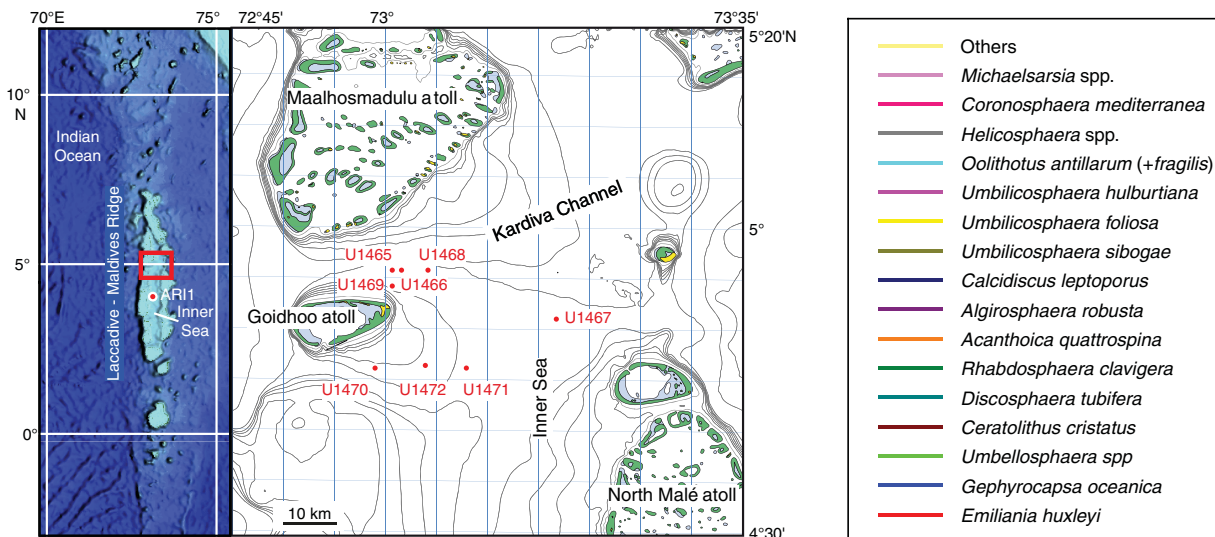 70°E
75°
72°45'
73°
73°35'
10°
N
5°
0°
Indian
Ocean
Laccadive - Maldives Ridge
ARI1
Inner
Sea
5°20'N
5°
4°30'
Maalhosmadulu atoll
Kardiva Channel
U1465
U1468
U1469
U1466
Goidhoo atoll
U1467
U1470
U1472
U1471
Inner Sea
North Malé atoll
10 km
Others
Michaelsarsia spp.
Coronosphaera mediterranea
Helicosphaera spp.
Oolithotus antillarum (+fragilis)
Umbilicosphaera hulburtiana
Umbilicosphaera foliosa
Umbilicosphaera sibogae
Calcidiscus leptoporus
Algirosphaera robusta
Acanthoica quattrospina
Rhabdosphaera clavigera
Discosphaera tubifera
Ceratolithus cristatus
Umbellosphaera spp
Gephyrocapsa oceanica
Emiliania huxleyi